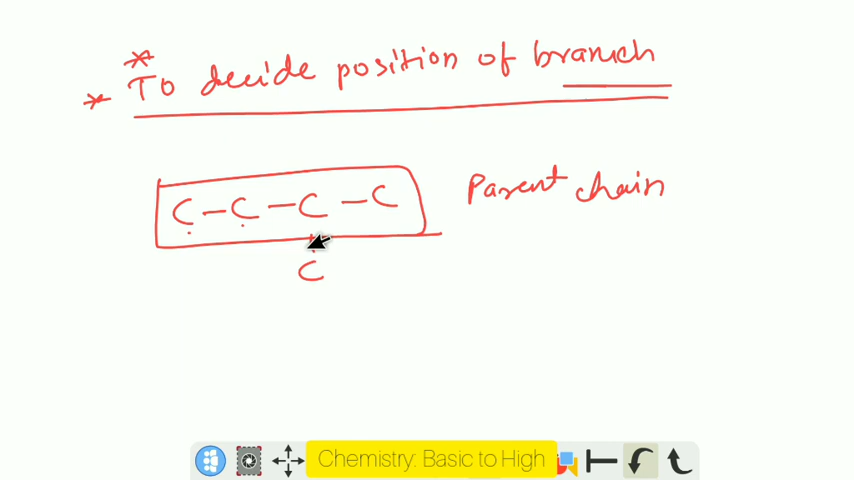 *
* To decide position of branch
C - C - C - C Parent chain
C
Chemistry: Basic to High